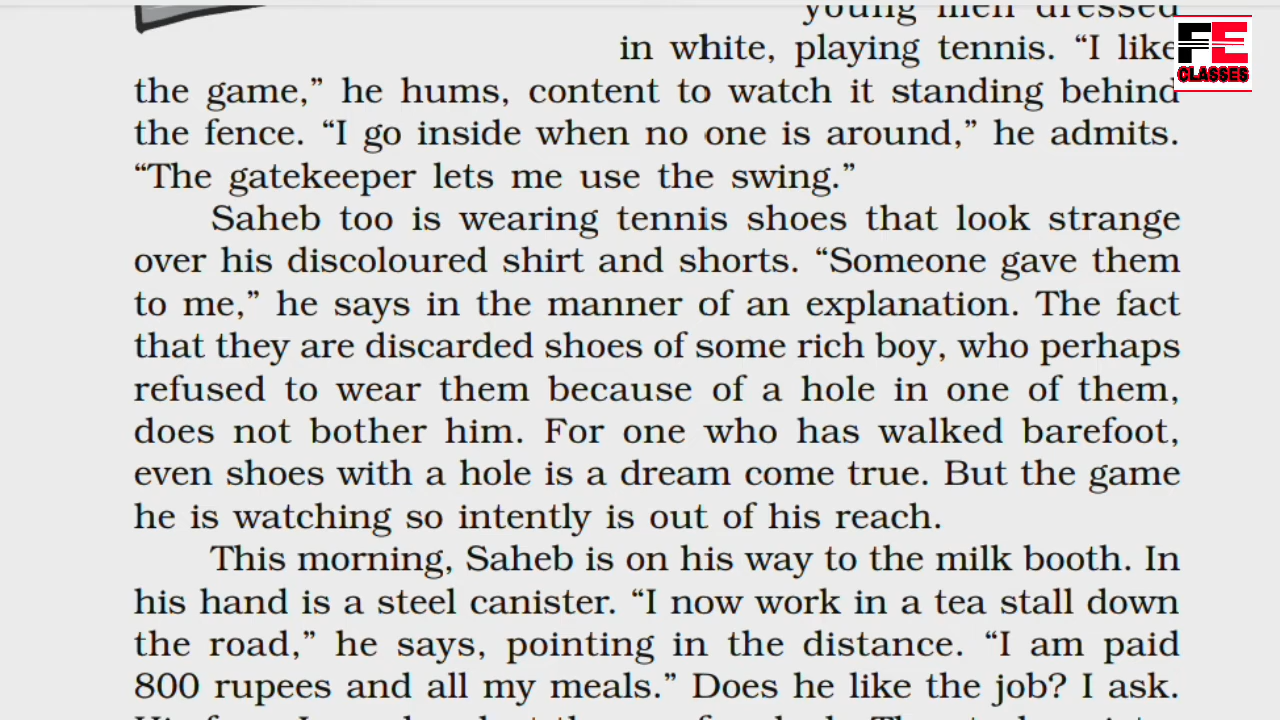 young men dressed
in white, playing tennis. “I like
the game,” he hums, content to watch it standing behind
the fence. “I go inside when no one is around,” he admits.
“The gatekeeper lets me use the swing.”
Saheb too is wearing tennis shoes that look strange
over his discoloured shirt and shorts. “Someone gave them
to me,” he says in the manner of an explanation. The fact
that they are discarded shoes of some rich boy, who perhaps
refused to wear them because of a hole in one of them,
does not bother him. For one who has walked barefoot,
even shoes with a hole is a dream come true. But the game
he is watching so intently is out of his reach.
This morning, Saheb is on his way to the milk booth. In
his hand is a steel canister. “I now work in a tea stall down
the road,” he says, pointing in the distance. “I am paid
800 rupees and all my meals.” Does he like the job? I ask.
FE
CLASSES